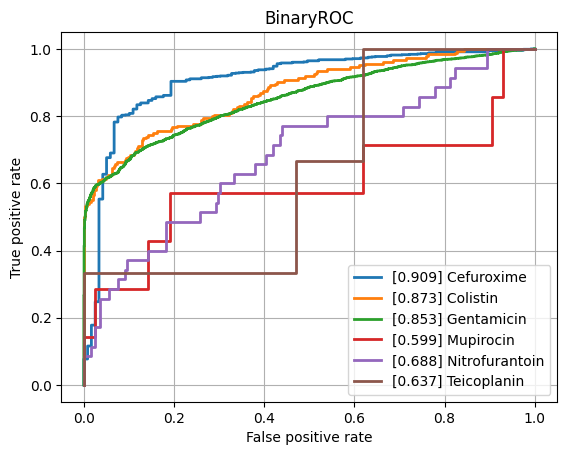 BinaryROC
True positive rate
1.0
0.8
0.6
0.4
0.2
0.0
[0.909] Cefuroxime
[0.873] Colistin
[0.853] Gentamicin
[0.599] Mupirocin
[0.688] Nitrofurantoin
[0.637] Teicoplanin
0.0 0.2 0.4 0.6 0.8 1.0
False positive rate